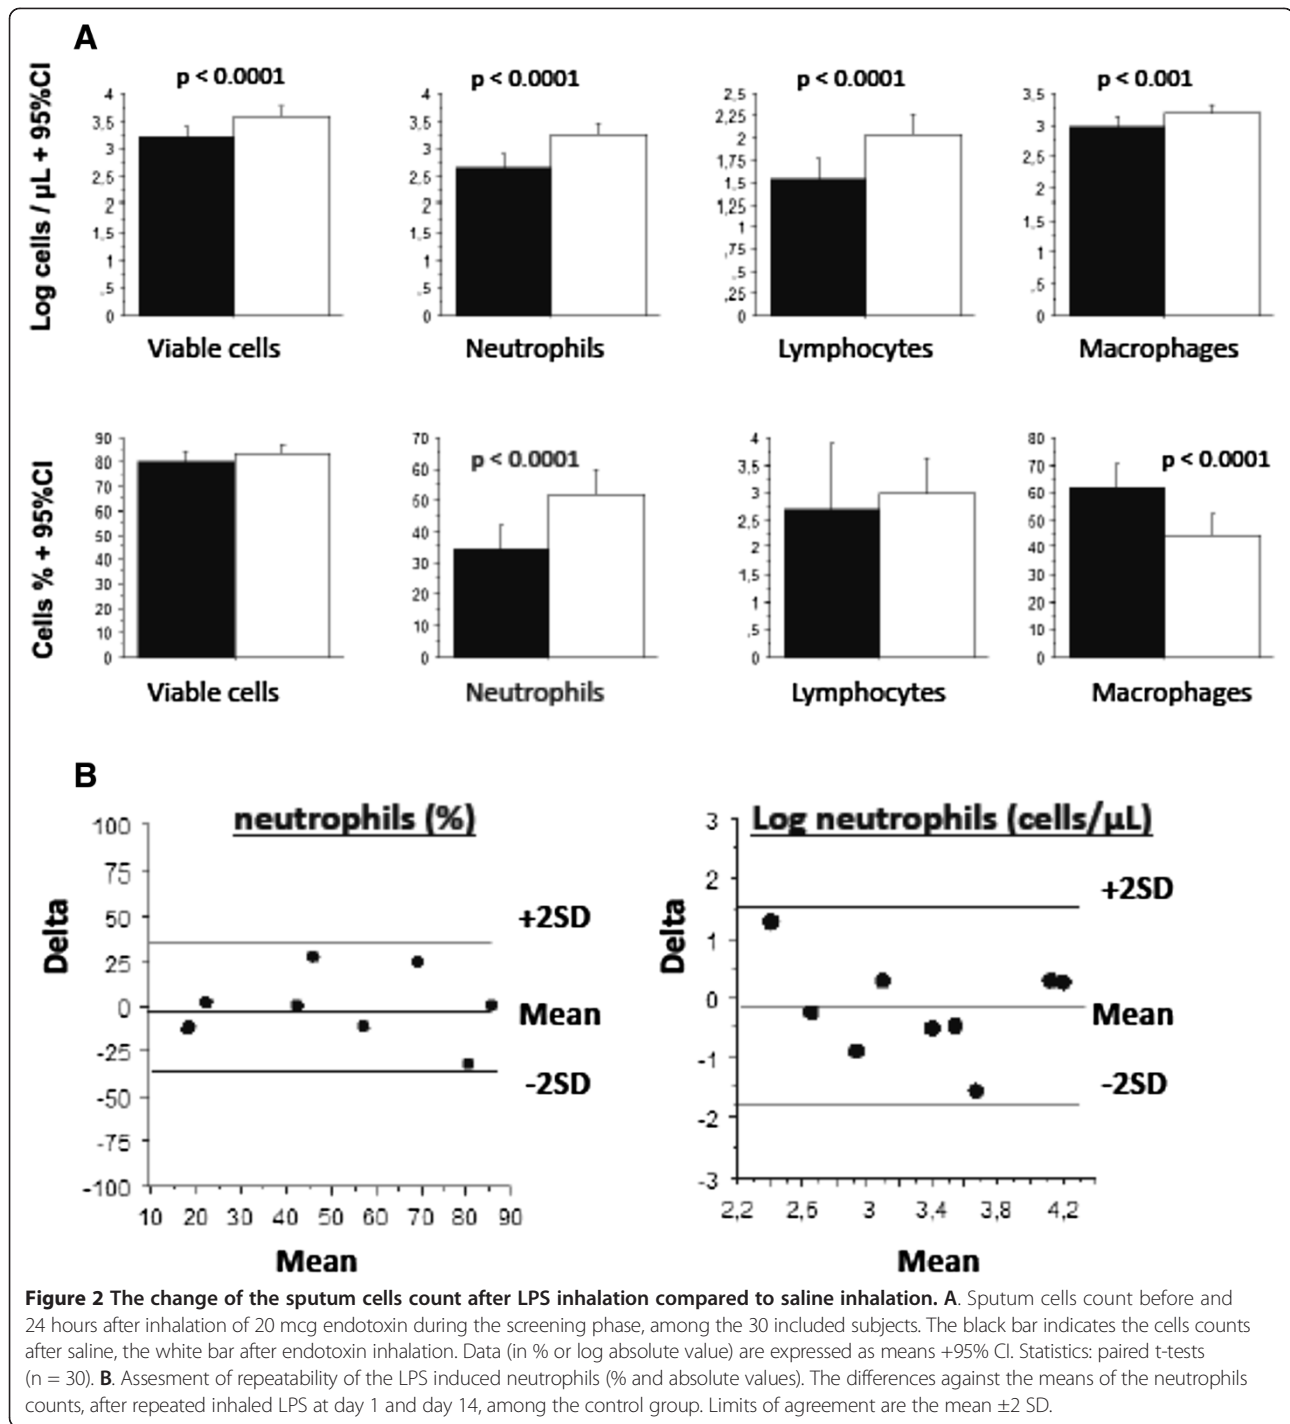 A
p < 0.0001
p < 0.0001
p < 0.0001
p < 0.001
Log cells / µL + 95%CI
4
3,5
3
2,5
2
1,5
1
,5
0
Viable cells
4
3,5
3
2,5
2
1,5
1
,5
0
Neutrophils
2,5
2,25
2
1,75
1,5
1,25
1
,75
,5
,25
0
Lymphocytes
3,5
3
2,5
2
1,5
1
,5
0
Macrophages
Cells % + 95%CI
90
80
70
60
50
40
30
20
10
0
Viable cells
p < 0.0001
70
60
50
40
30
20
10
0
Neutrophils
4
3,5
3
2,5
2
1,5
1
,5
0
Lymphocytes
p < 0.0001
80
70
60
50
40
30
20
10
0
Macrophages
B
neutrophils (%)
Delta
100
75
50
25
0
-25
-50
-75
-100
+2SD
Mean
-2SD
10 20 30 40 50 60 70 80 90
Mean
Log neutrophils (cells/µL)
Delta
3
2
1
0
-1
-2
-3
+2SD
Mean
-2SD
2,2 2,6 3 3,4 3,8 4,2
Mean
Figure 2 The change of the sputum cells count after LPS inhalation compared to saline inhalation. A. Sputum cells count before and
24 hours after inhalation of 20 mcg endotoxin during the screening phase, among the 30 included subjects. The black bar indicates the cells counts
after saline, the white bar after endotoxin inhalation. Data (in % or log absolute value) are expressed as means +95% CI. Statistics: paired t-tests
(n = 30). B. Assesment of repeatability of the LPS induced neutrophils (% and absolute values). The differences against the means of the neutrophils
counts, after repeated inhaled LPS at day 1 and day 14, among the control group. Limits of agreement are the mean ±2 SD.